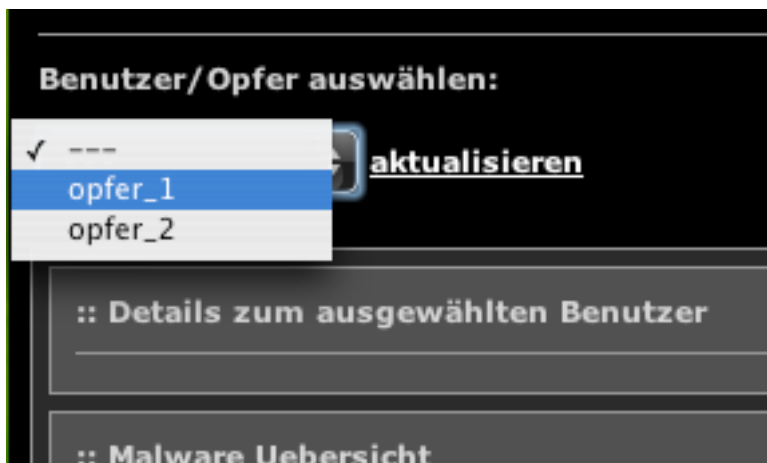 Benutzer/Opfer auswählen:
✓ ---
aktualisieren
opfer_1
opfer_2
:: Details zum ausgewählten Benutzer
:: Malware Uebersicht